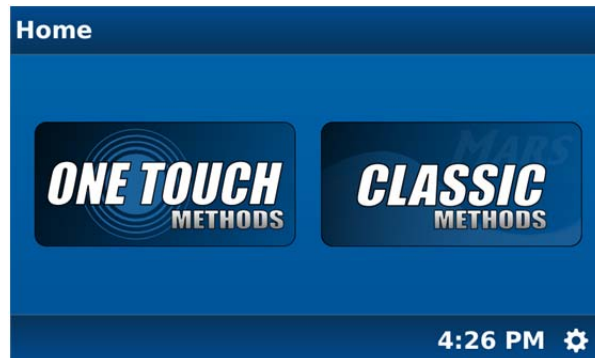 Home
ONE TOUCH
METHODS
MARS
CLASSIC
METHODS
4:26 PM